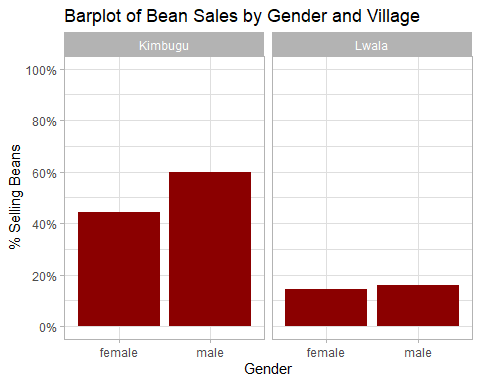 Barplot of Bean Sales by Gender and Village
Kimbugu
Lwala
% Selling Beans
100%
80%
60%
40%
20%
0%
female
male
female
male
Gender